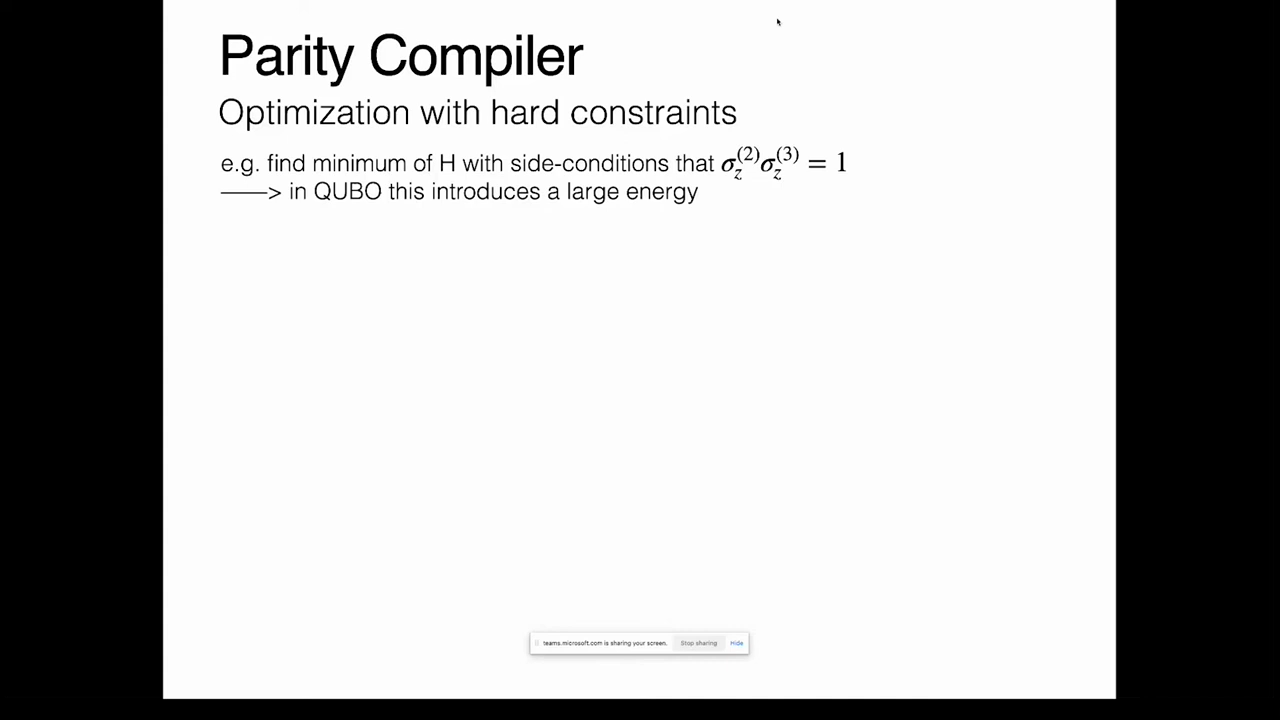 Parity Compiler
Optimization with hard constraints
e.g. find minimum of H with side-conditions that σ_z^(2) σ_z^(3) = 1
——> in QUBO this introduces a large energy
teams.microsoft.com is sharing your screen. Stop sharing Hide